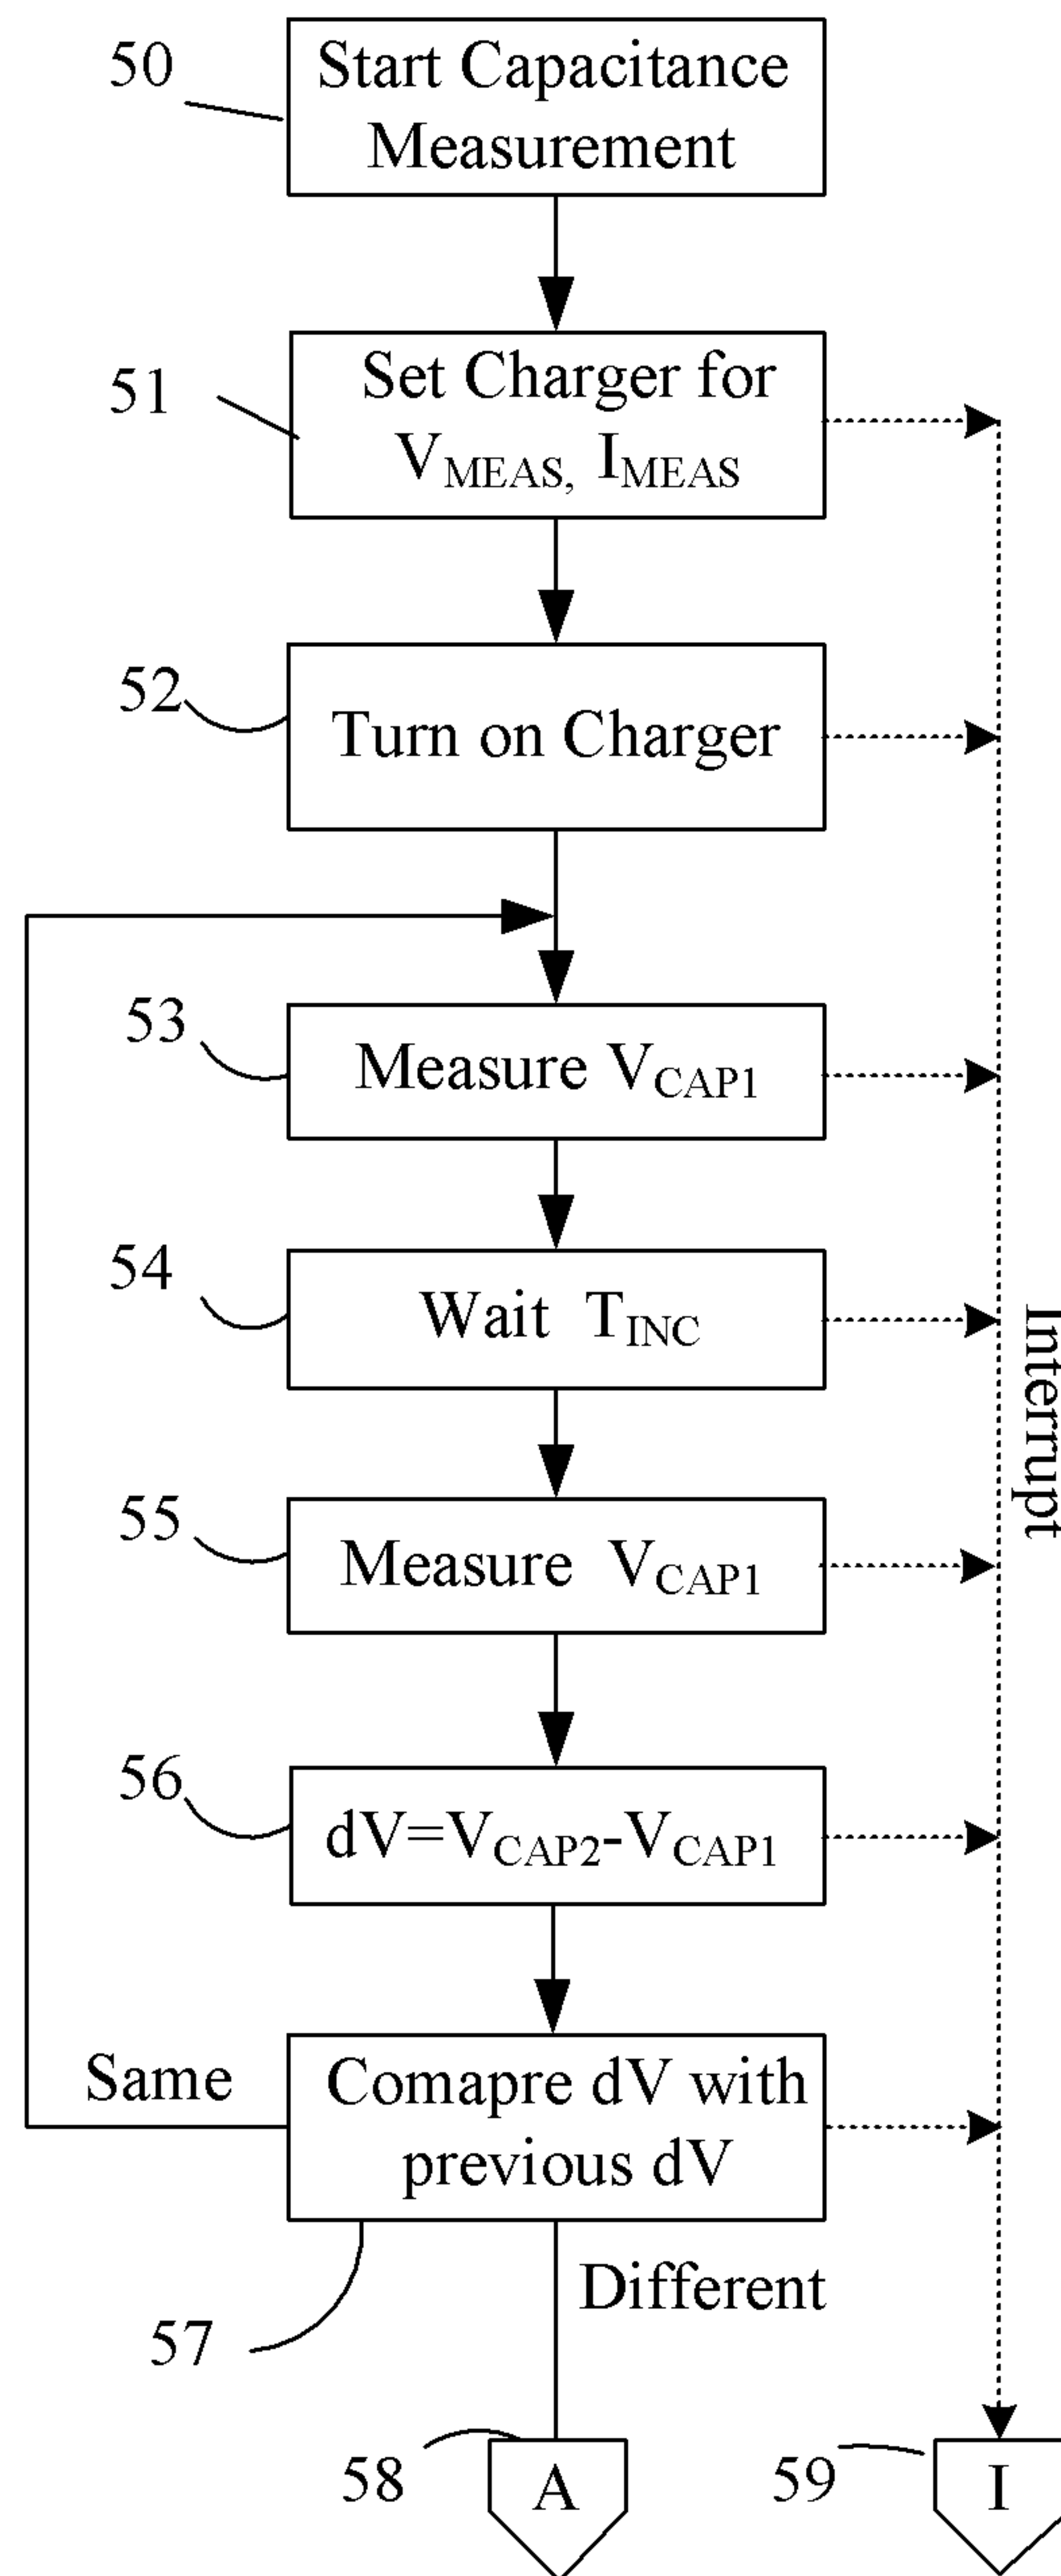 50
Start Capacitance
Measurement
51
Set Charger for
VMEAS, IMEAS
52
Turn on Charger
53
Measure VCAP1
54
Wait TINC
Interrupt
55
Measure VCAP1
56
dV=VCAP2-VCAP1
Same
Comapre dV with
previous dV
Different
57
58
A
59
I